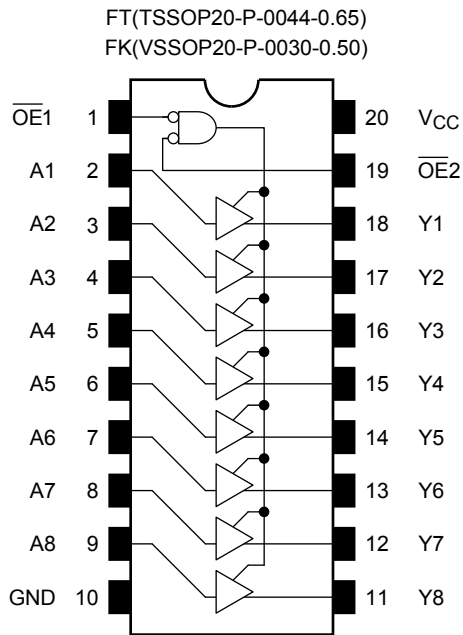 FT(TSSOP20-P-0044-0.65)
FK(VSSOP20-P-0030-0.50)
O̅E̅1 1 20 VCC
A1 2 19 O̅E̅2
A2 3 18 Y1
A3 4 17 Y2
A4 5 16 Y3
A5 6 15 Y4
A6 7 14 Y5
A7 8 13 Y6
A8 9 12 Y7
GND 10 11 Y8